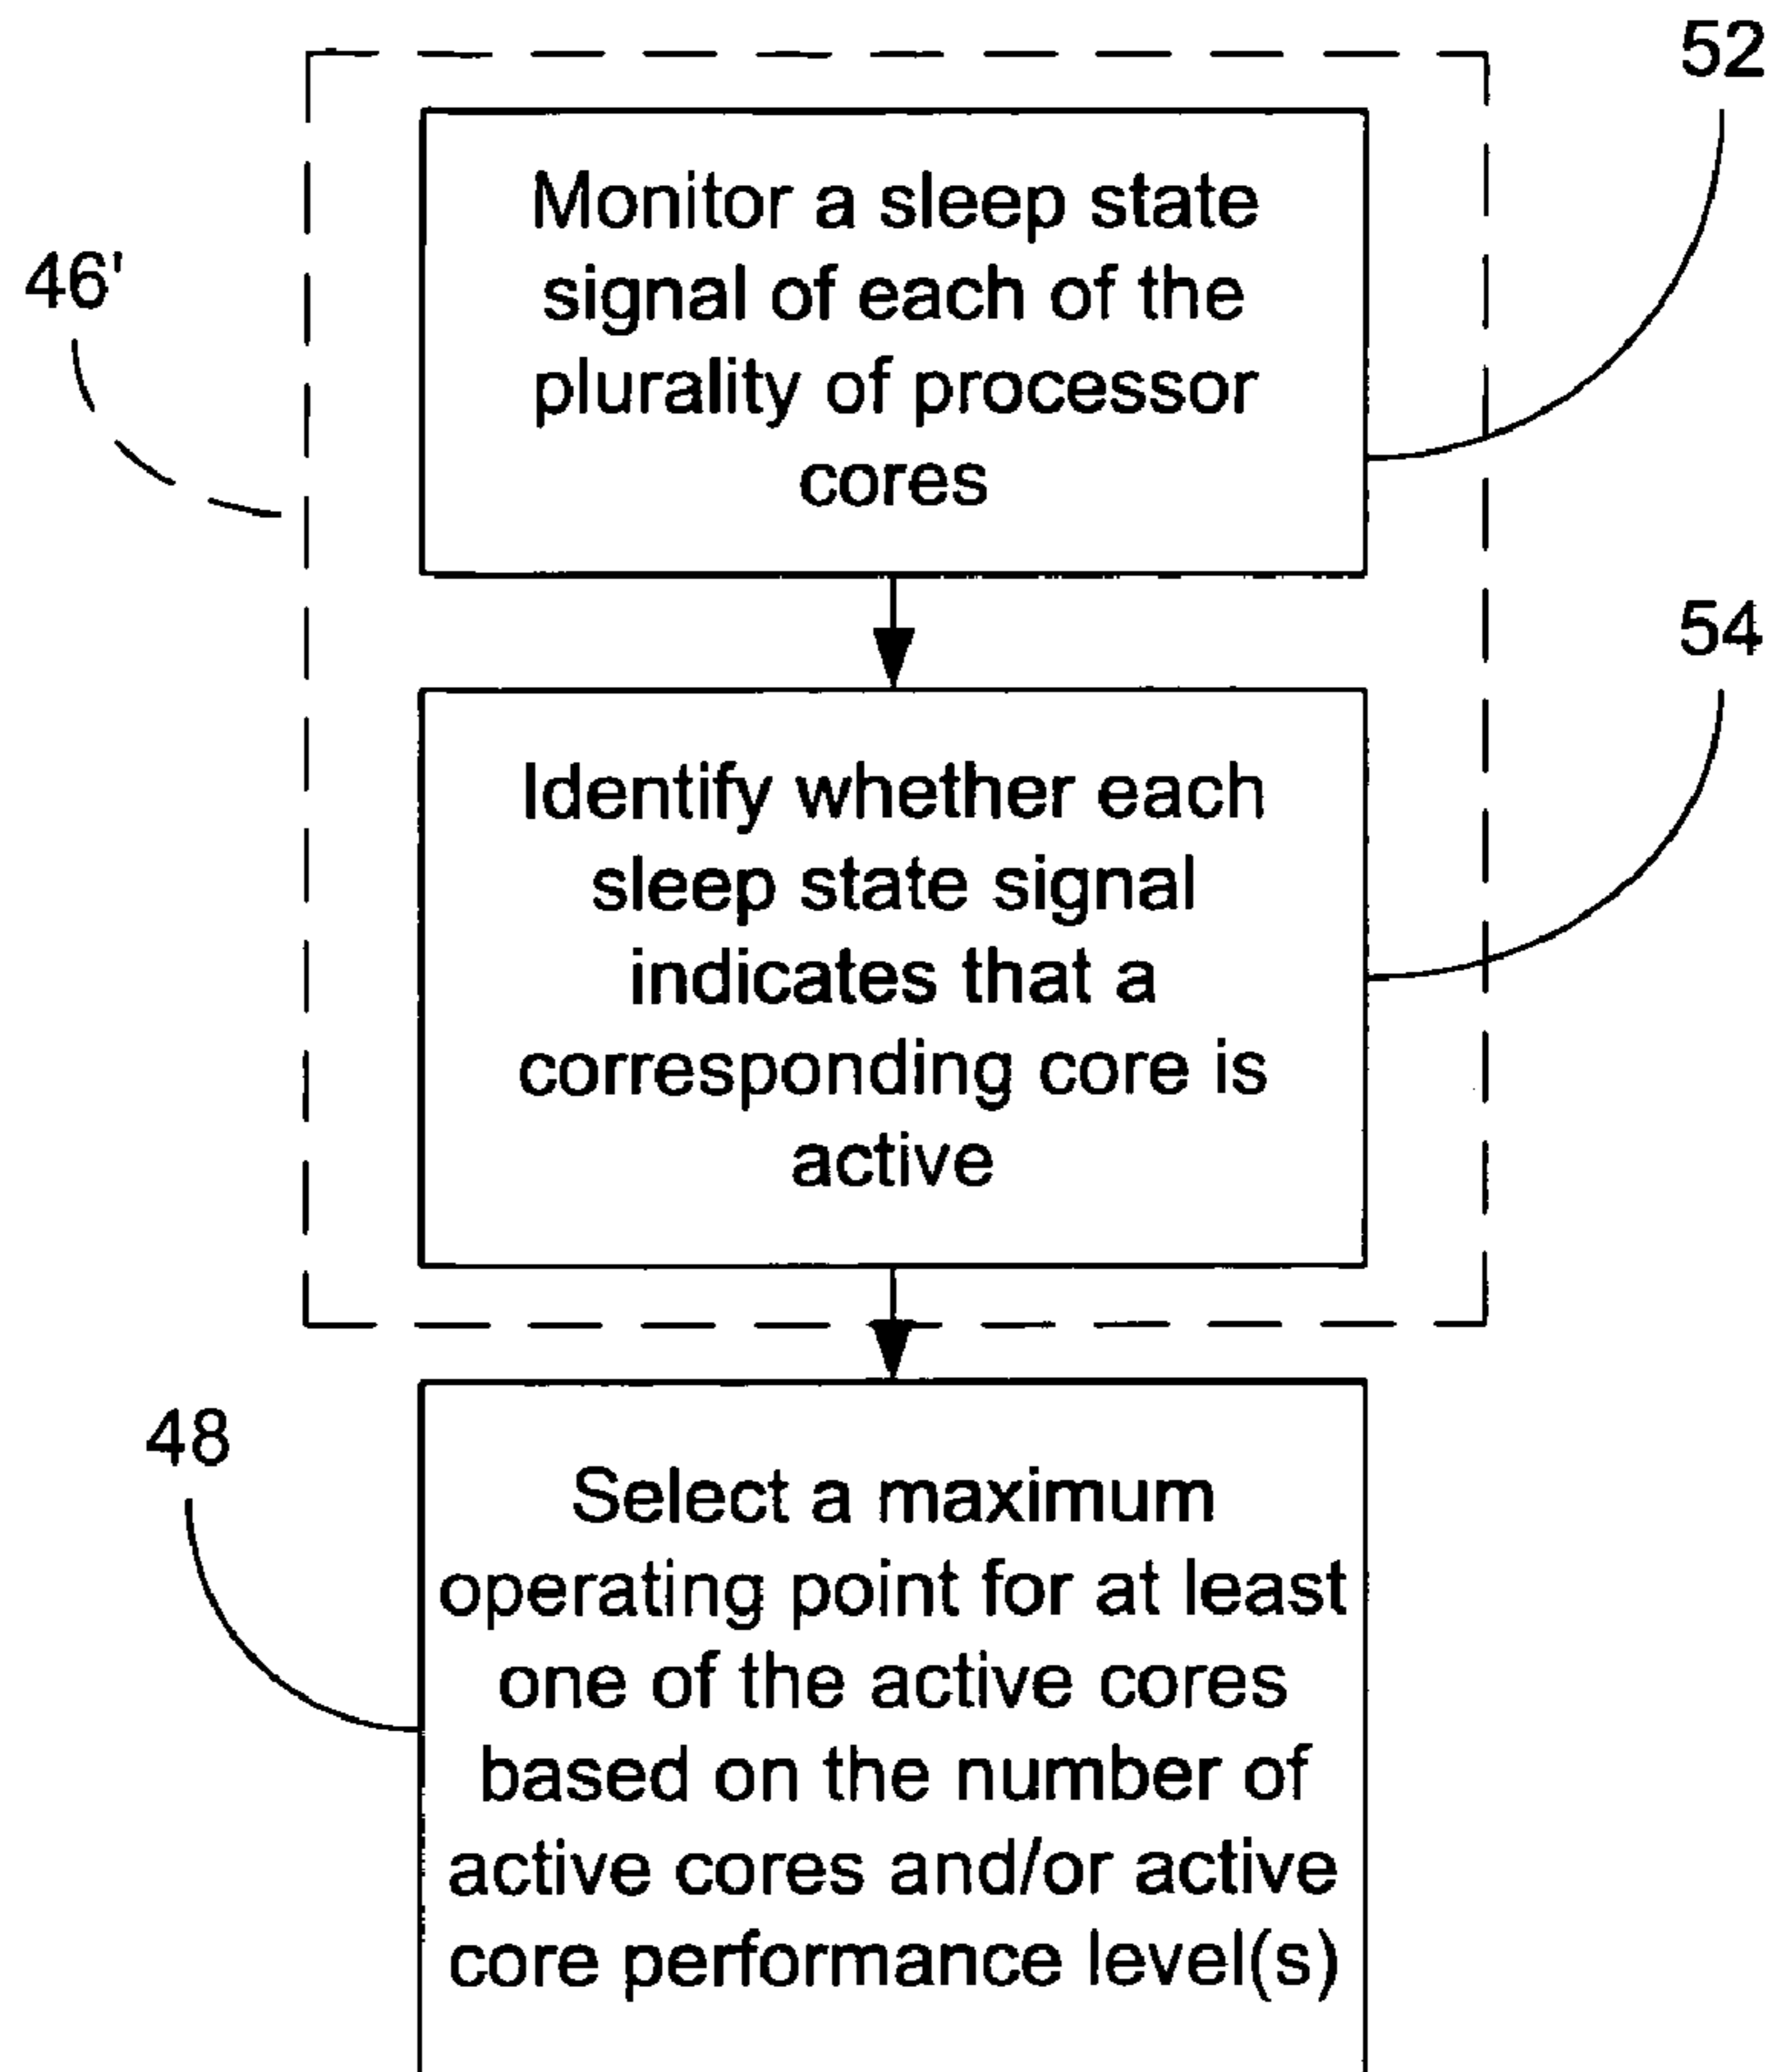 52
Monitor a sleep state
signal of each of the
plurality of processor
cores
46'
54
Identify whether each
sleep state signal
indicates that a
corresponding core is
active
48
Select a maximum
operating point for at least
one of the active cores
based on the number of
active cores and/or active
core performance level(s)